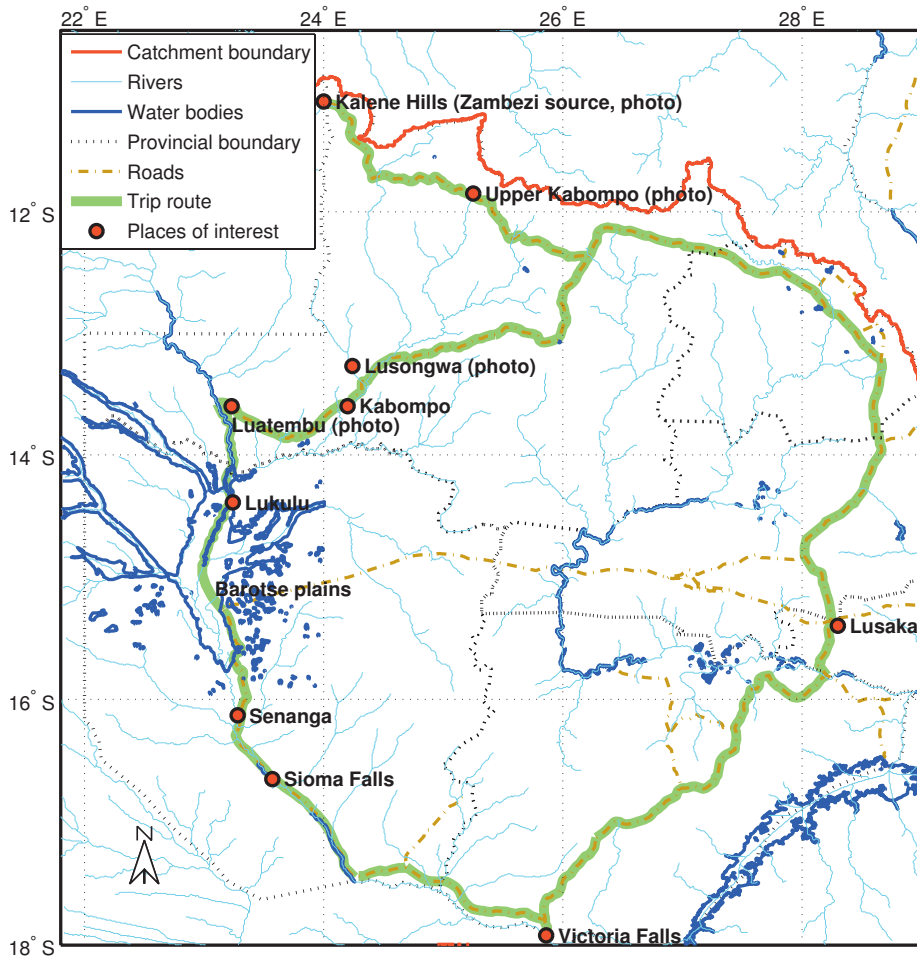 22° E
24° E
26° E
28° E
Catchment boundary
Rivers
Water bodies
Provincial boundary
Roads
Trip route
Places of interest
Kalene Hills (Zambezi source, photo)
Upper Kabompo (photo)
12° S
Lusongwa (photo)
Kabompo
Luatembu (photo)
14° S
Lukulu
Barotse plains
Lusaka
16° S
Senanga
Sioma Falls
N
Victoria Falls
18° S